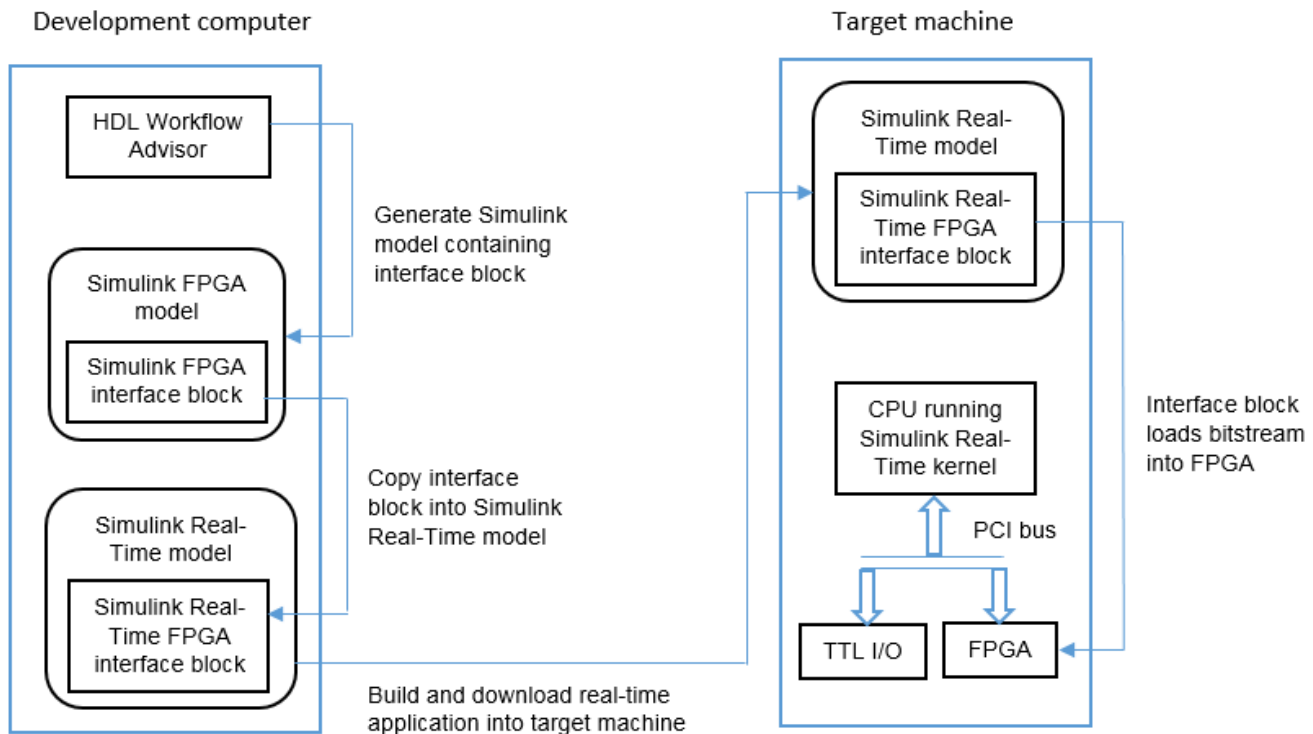 Development computer
HDL Workflow
Advisor
Generate Simulink
model containing
interface block
Simulink FPGA
model
Simulink FPGA
interface block
Copy interface
block into Simulink
Real-Time model
Simulink Real-
Time model
Simulink Real-
Time FPGA
interface block
Build and download real-time
application into target machine
Target machine
Simulink Real-
Time model
Simulink Real-
Time FPGA
interface block
CPU running
Simulink Real-
Time kernel
PCI bus
TTL I/O
FPGA
Interface block
loads bitstream
into FPGA